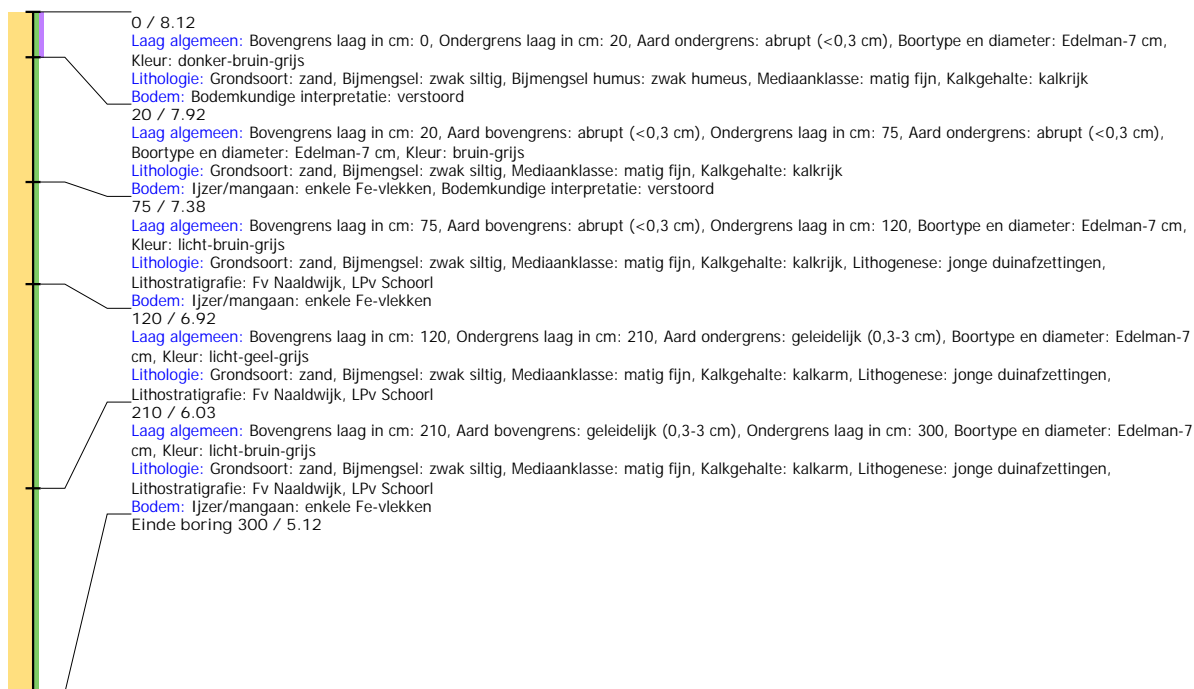 0 / 8.12
Laag algemeen: Bovengrens laag in cm: 0, Ondergrens laag in cm: 20, Aard ondergrens: abrupt (<0,3 cm), Boortype en diameter: Edelman-7 cm,
Kleur: donker-bruin-grijs
Lithologie: Grondsoort: zand, Bijmengsel: zwak siltig, Bijmengsel humus: zwak humeus, Mediaanklasse: matig fijn, Kalkgehalte: kalkrijk
Bodem: Bodemkundige interpretatie: verstoord
20 / 7.92
Laag algemeen: Bovengrens laag in cm: 20, Aard bovengrens: abrupt (<0,3 cm), Ondergrens laag in cm: 75, Aard ondergrens: abrupt (<0,3 cm),
Boortype en diameter: Edelman-7 cm, Kleur: bruin-grijs
Lithologie: Grondsoort: zand, Bijmengsel: zwak siltig, Mediaanklasse: matig fijn, Kalkgehalte: kalkrijk
Bodem: Ijzer/mangaan: enkele Fe-vlekken, Bodemkundige interpretatie: verstoord
75 / 7.38
Laag algemeen: Bovengrens laag in cm: 75, Aard bovengrens: abrupt (<0,3 cm), Ondergrens laag in cm: 120, Boortype en diameter: Edelman-7 cm,
Kleur: licht-bruin-grijs
Lithologie: Grondsoort: zand, Bijmengsel: zwak siltig, Mediaanklasse: matig fijn, Kalkgehalte: kalkrijk, Lithogenese: jonge duinafzettingen,
Lithostratigrafie: Fv Naaldwijk, LPv Schoorl
Bodem: Ijzer/mangaan: enkele Fe-vlekken
120 / 6.92
Laag algemeen: Bovengrens laag in cm: 120, Ondergrens laag in cm: 210, Aard ondergrens: geleidelijk (0,3-3 cm), Boortype en diameter: Edelman-7
cm, Kleur: licht-geel-grijs
Lithologie: Grondsoort: zand, Bijmengsel: zwak siltig, Mediaanklasse: matig fijn, Kalkgehalte: kalkarm, Lithogenese: jonge duinafzettingen,
Lithostratigrafie: Fv Naaldwijk, LPv Schoorl
210 / 6.03
Laag algemeen: Bovengrens laag in cm: 210, Aard bovengrens: geleidelijk (0,3-3 cm), Ondergrens laag in cm: 300, Boortype en diameter: Edelman-7
cm, Kleur: licht-bruin-grijs
Lithologie: Grondsoort: zand, Bijmengsel: zwak siltig, Mediaanklasse: matig fijn, Kalkgehalte: kalkarm, Lithogenese: jonge duinafzettingen,
Lithostratigrafie: Fv Naaldwijk, LPv Schoorl
Bodem: Ijzer/mangaan: enkele Fe-vlekken
Einde boring 300 / 5.12